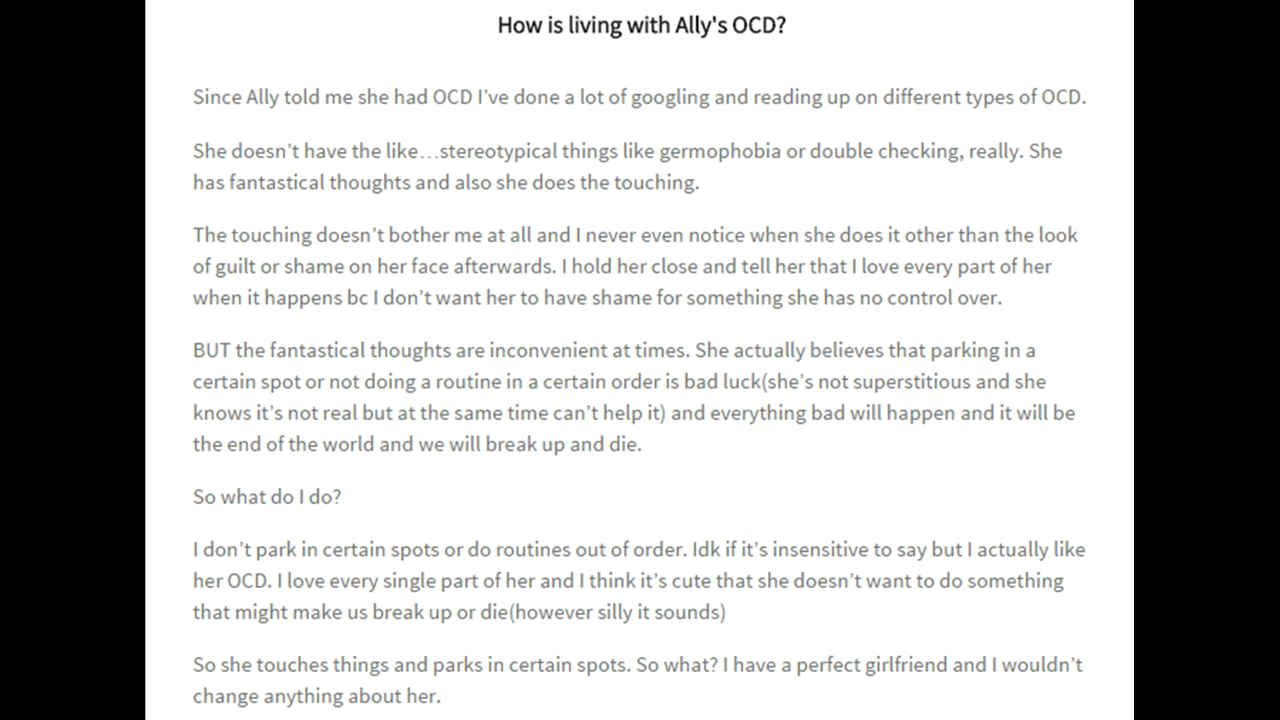 How is living with Ally's OCD?
Since Ally told me she had OCD I’ve done a lot of googling and reading up on different types of OCD.
She doesn’t have the like…stereotypical things like germophobia or double checking, really. She
has fantastical thoughts and also she does the touching.
The touching doesn’t bother me at all and I never even notice when she does it other than the look
of guilt or shame on her face afterwards. I hold her close and tell her that I love every part of her
when it happens bc I don’t want her to have shame for something she has no control over.
BUT the fantastical thoughts are inconvenient at times. She actually believes that parking in a
certain spot or not doing a routine in a certain order is bad luck(she’s not superstitious and she
knows it’s not real but at the same time can’t help it) and everything bad will happen and it will be
the end of the world and we will break up and die.
So what do I do?
I don’t park in certain spots or do routines out of order. Idk if it’s insensitive to say but I actually like
her OCD. I love every single part of her and I think it’s cute that she doesn’t want to do something
that might make us break up or die(however silly it sounds)
So she touches things and parks in certain spots. So what? I have a perfect girlfriend and I wouldn’t
change anything about her.